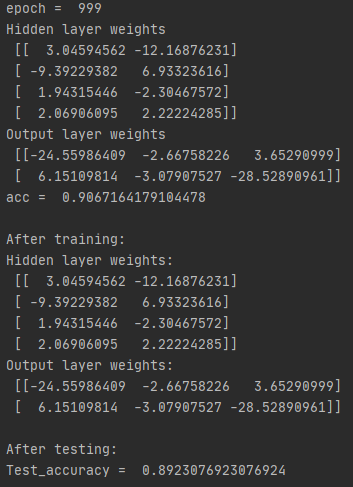 epoch =  999
Hidden layer weights
 [[  3.04594562 -12.16876231]
 [ -9.39229382   6.93323616]
 [  1.94315446  -2.30467572]
 [  2.06906095   2.22224285]]
Output layer weights
 [[-24.55986409  -2.66758226   3.65290999]
 [  6.15109814  -3.07907527 -28.52890961]]
acc =  0.9067164179104478

After training:
Hidden layer weights:
 [[  3.04594562 -12.16876231]
 [ -9.39229382   6.93323616]
 [  1.94315446  -2.30467572]
 [  2.06906095   2.22224285]]
Output layer weights:
 [[-24.55986409  -2.66758226   3.65290999]
 [  6.15109814  -3.07907527 -28.52890961]]

After testing:
Test_accuracy =  0.8923076923076924